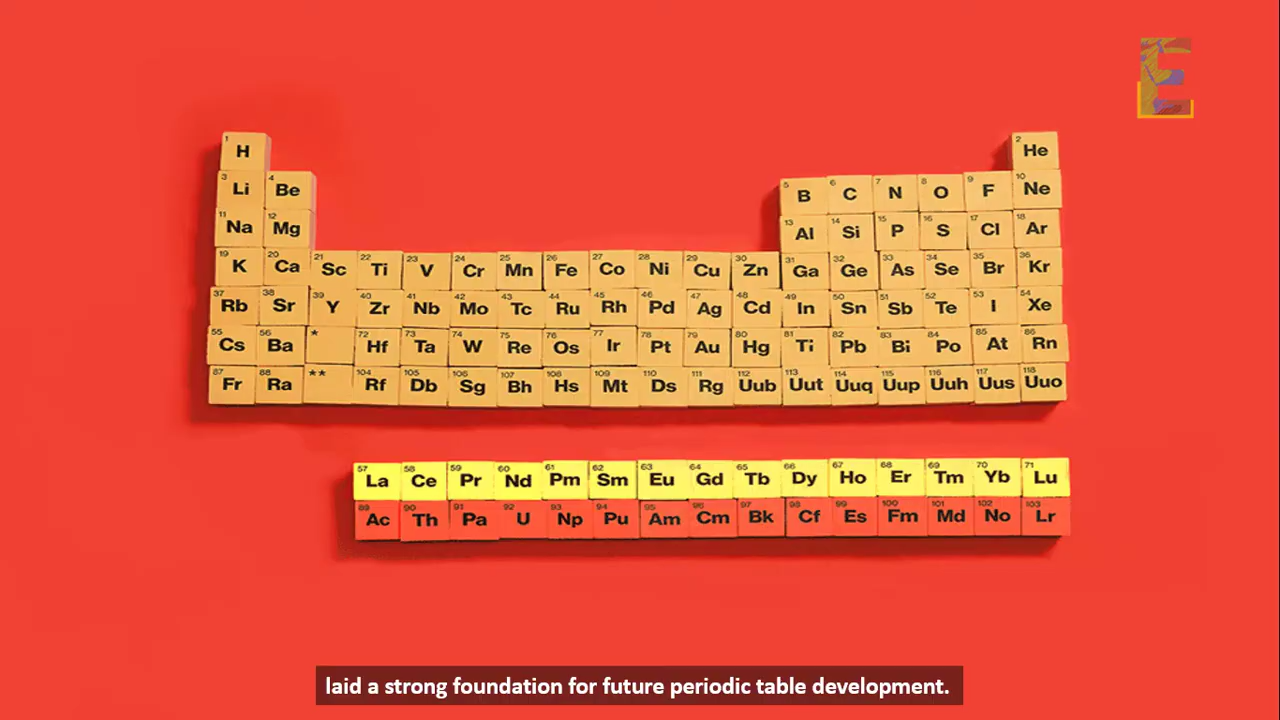 E
1 H 2 He
3 Li 4 Be 5 B 6 C 7 N 8 O 9 F 10 Ne
11 Na 12 Mg 13 Al 14 Si 15 P 16 S 17 Cl 18 Ar
19 K 20 Ca 21 Sc 22 Ti 23 V 24 Cr 25 Mn 26 Fe 27 Co 28 Ni 29 Cu 30 Zn 31 Ga 32 Ge 33 As 34 Se 35 Br 36 Kr
37 Rb 38 Sr 39 Y 40 Zr 41 Nb 42 Mo 43 Tc 44 Ru 45 Rh 46 Pd 47 Ag 48 Cd 49 In 50 Sn 51 Sb 52 Te 53 I 54 Xe
55 Cs 56 Ba * 72 Hf 73 Ta 74 W 75 Re 76 Os 77 Ir 78 Pt 79 Au 80 Hg 81 Ti 82 Pb 83 Bi 84 Po 85 At 86 Rn
87 Fr 88 Ra ** 104 Rf 105 Db 106 Sg 107 Bh 108 Hs 109 Mt 110 Ds 111 Rg 112 Uub 113 Uut 114 Uuq 115 Uup 116 Uuh 117 Uus 118 Uuo
57 La 58 Ce 59 Pr 60 Nd 61 Pm 62 Sm 63 Eu 64 Gd 65 Tb 66 Dy 67 Ho 68 Er 69 Tm 70 Yb 71 Lu
89 Ac 90 Th 91 Pa 92 U 93 Np 94 Pu 95 Am 96 Cm 97 Bk 98 Cf 99 Es 100 Fm 101 Md 102 No 103 Lr
laid a strong foundation for future periodic table development.